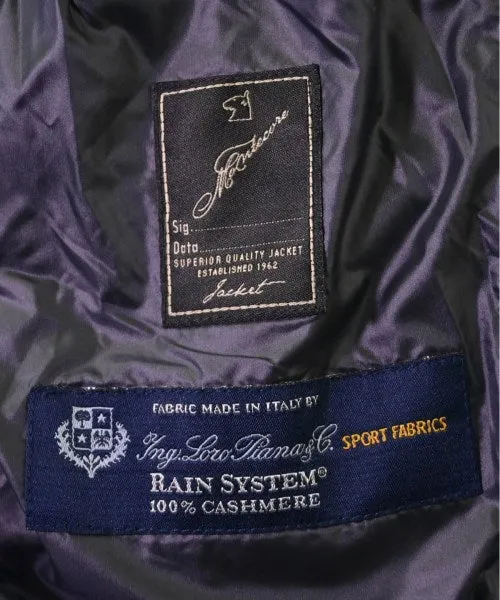 Montecore
Sig.
Data
SUPERIOR QUALITY JACKET
ESTABLISHED 1962
Jacket
FABRIC MADE IN ITALY BY
Ing. Loro Piana & C. SPORT FABRICS
RAIN SYSTEM®
100% CASHMERE